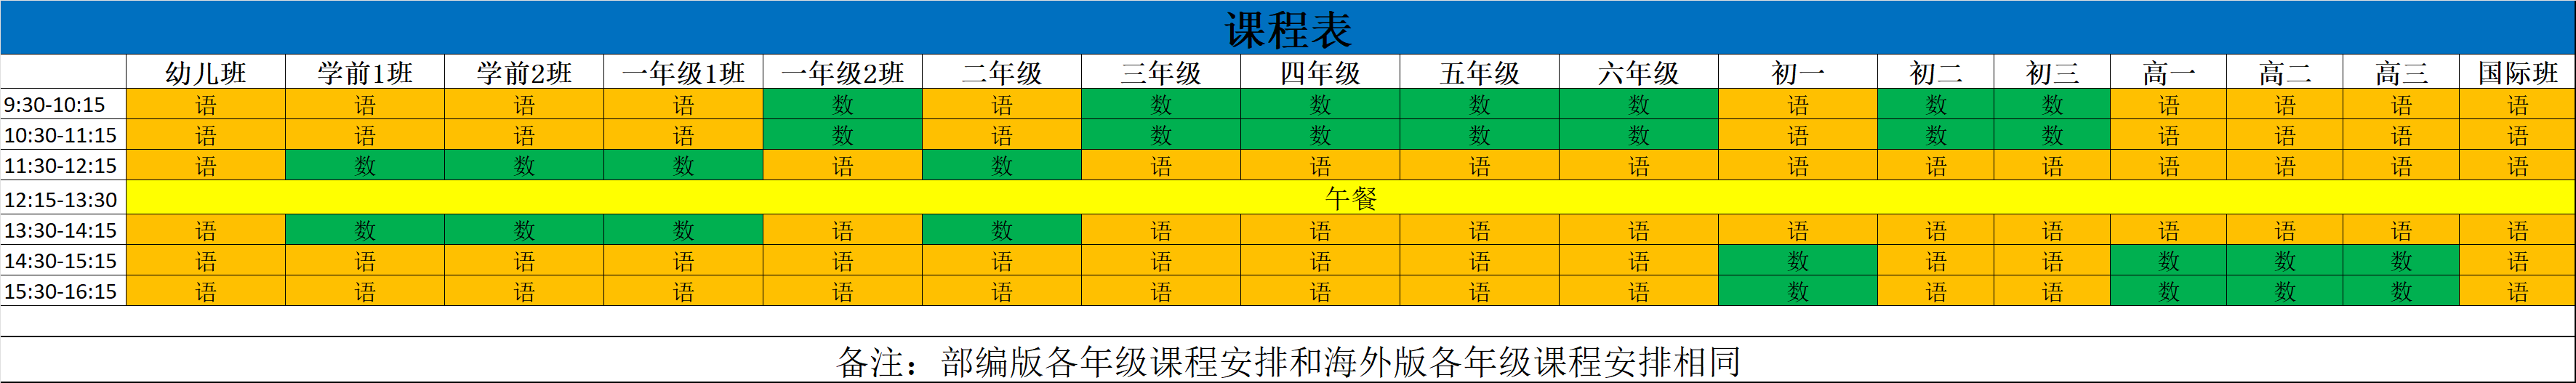 课程表
幼儿班 学前1班 学前2班 一年级1班 一年级2班 二年级 三年级 四年级 五年级 六年级 初一 初二 初三 高一 高二 高三 国际班
9:30-10:15 语 语 语 语 数 语 数 数 数 数 语 数 数 语 语 语 语
10:30-11:15 语 语 语 语 数 语 数 数 数 数 语 数 数 语 语 语 语
11:30-12:15 语 数 数 数 语 数 语 语 语 语 语 语 语 语 语 语 语
12:15-13:30 午餐
13:30-14:15 语 数 数 数 语 数 语 语 语 语 语 语 语 语 语 语 语
14:30-15:15 语 语 语 语 语 语 语 语 语 语 数 语 语 数 数 数 语
15:30-16:15 语 语 语 语 语 语 语 语 语 语 数 语 语 数 数 数 语
备注：部编版各年级课程安排和海外版各年级课程安排相同